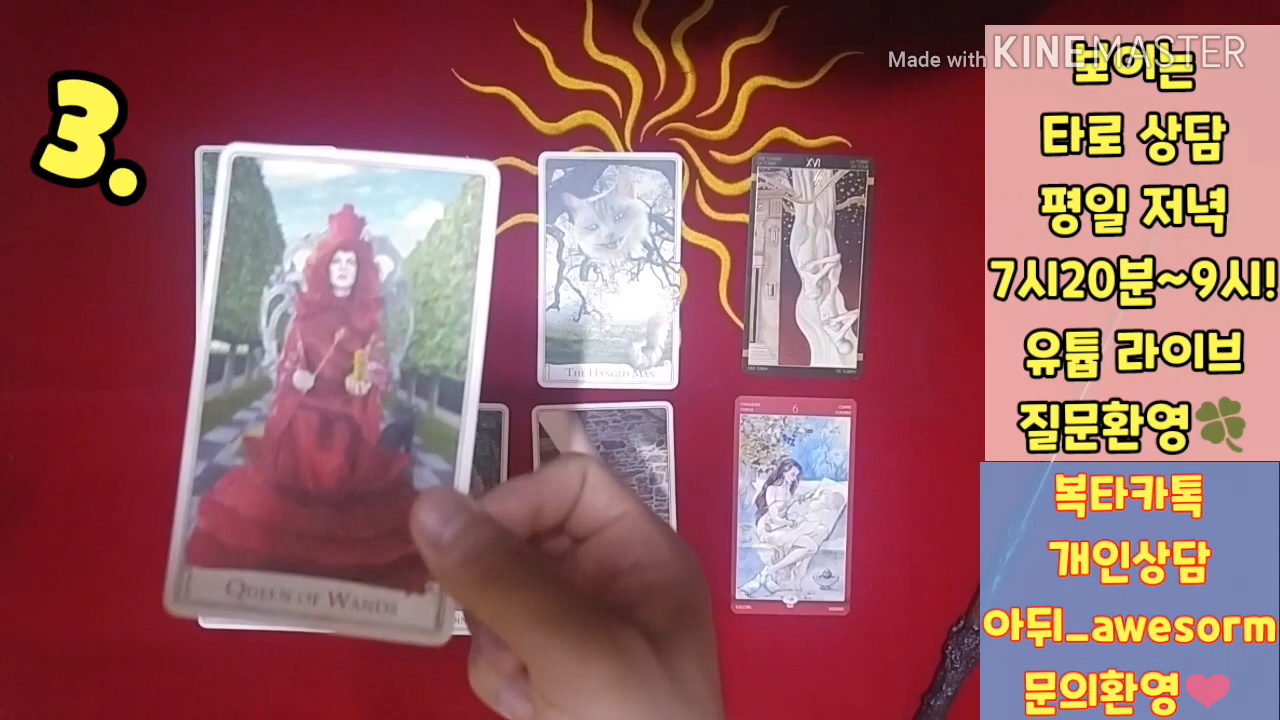 Made with KINEMASTER
3.
보이는
타로 상담
평일 저녁
7시20분~9시!
유튭 라이브
질문환영🍀
복타카톡
개인상담
아뒤_awesorm
문의환영❤
QUEEN OF WANDS
THE HANGED MAN
XVI
6